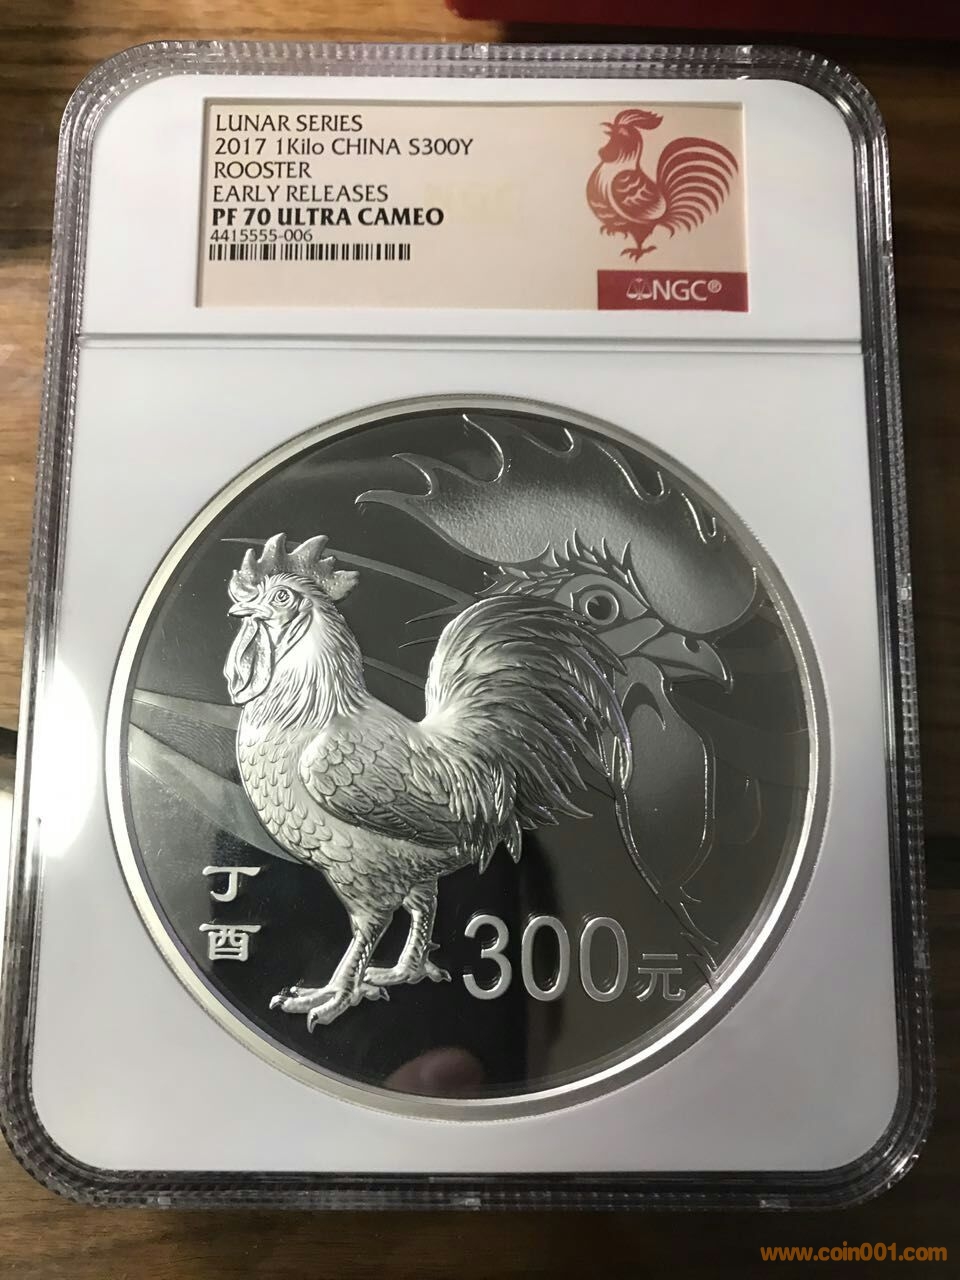 LUNAR SERIES
2017 1Kilo CHINA S300Y
ROOSTER
EARLY RELEASES
PF 70 ULTRA CAMEO
4415555-006
NGC®
丁
酉
300元
www.coin001.com